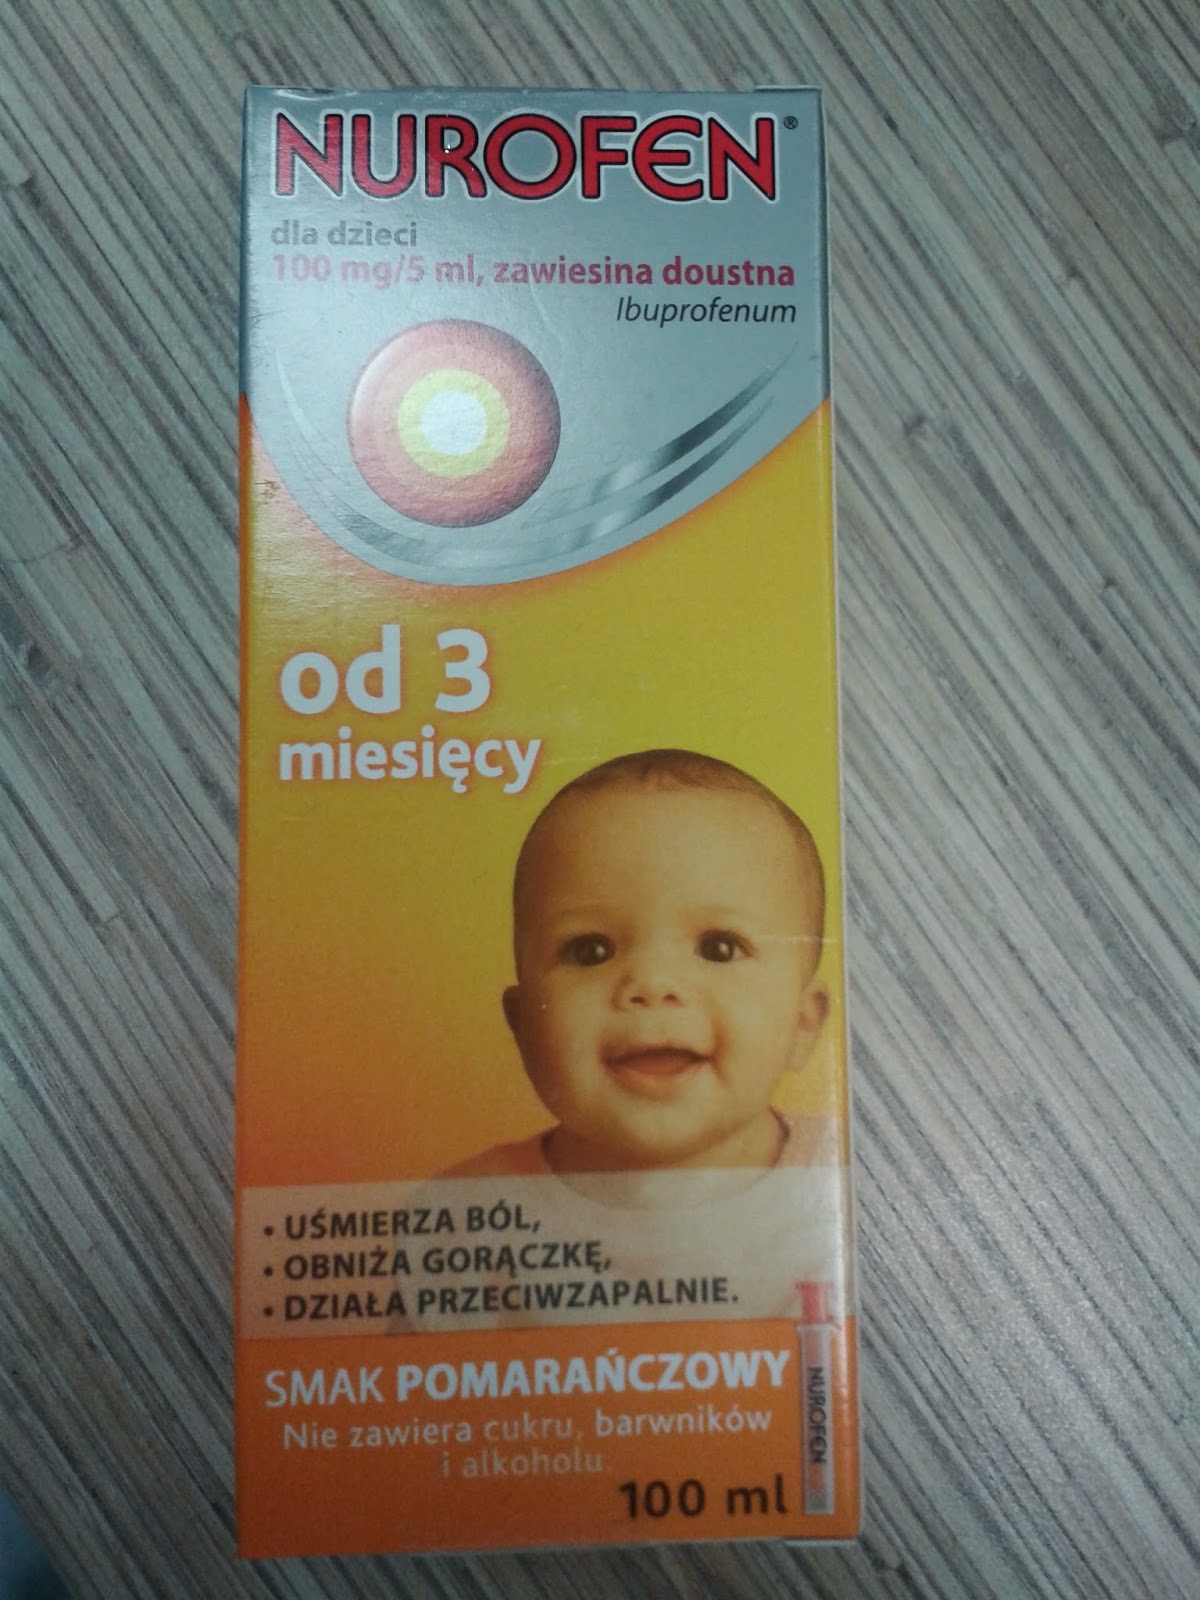 NUROFEN®
dla dzieci
100 mg/5 ml, zawiesina doustna
Ibuprofenum
od 3
miesięcy
• UŚMIERZA BÓL,
• OBNIŻA GORĄCZKĘ,
• DZIAŁA PRZECIWZAPALNIE.
SMAK POMARAŃCZOWY
Nie zawiera cukru, barwników
i alkoholu.
100 ml
NUROFEN